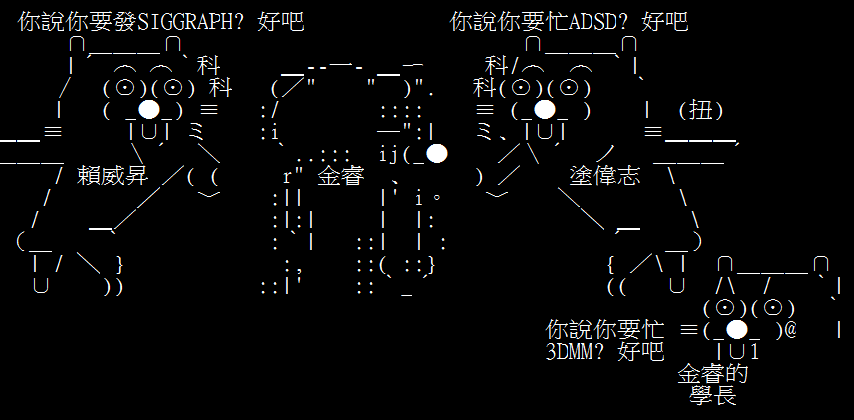 你說你要發SIGGRAPH? 好吧
你說你要忙ADSD? 好吧
科
科
科
科
(扭)
賴威昇
金睿
塗偉志
你說你要忙
3DMM? 好吧
金睿的
學長